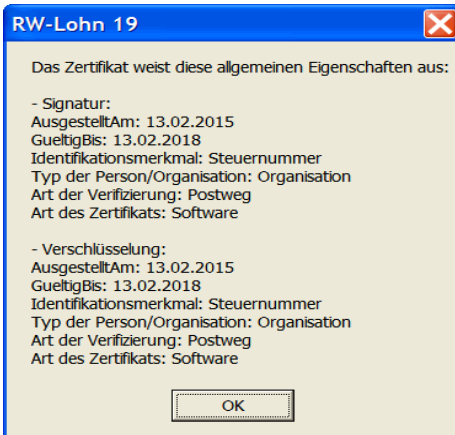 RW-Lohn 19
Das Zertifikat weist diese allgemeinen Eigenschaften aus:
- Signatur:
AusgestelltAm: 13.02.2015
GueltigBis: 13.02.2018
Identifikationsmerkmal: Steuernummer
Typ der Person/Organisation: Organisation
Art der Verifizierung: Postweg
Art des Zertifikats: Software
- Verschlüsselung:
AusgestelltAm: 13.02.2015
GueltigBis: 13.02.2018
Identifikationsmerkmal: Steuernummer
Typ der Person/Organisation: Organisation
Art der Verifizierung: Postweg
Art des Zertifikats: Software
OK